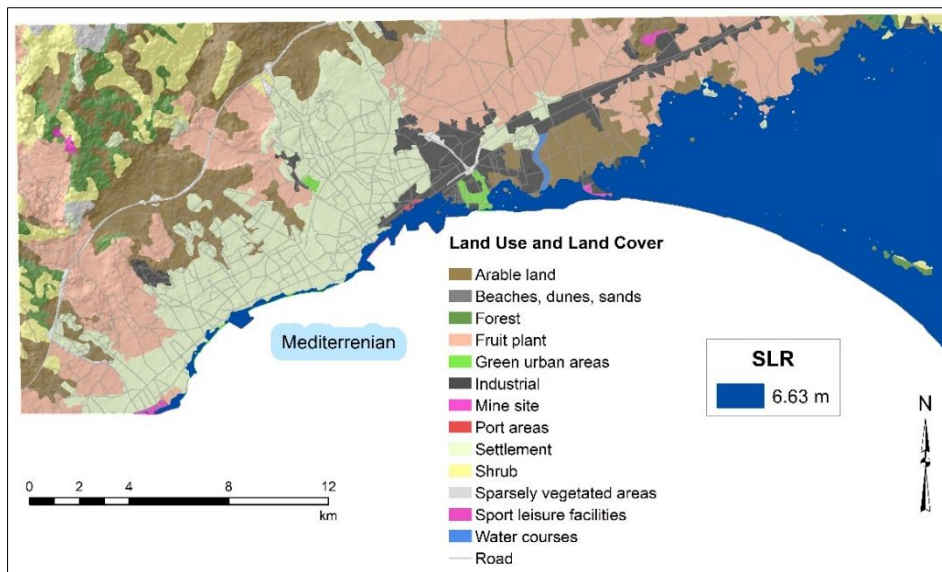 Land Use and Land Cover
Arable land
Beaches, dunes, sands
Forest
Fruit plant
Green urban areas
Industrial
Mine site
Port areas
Settlement
Shrub
Sparsely vegetated areas
Sport leisure facilities
Water courses
Road
Mediterrenian
SLR
6.63 m
N
0 2 4 8 12
km